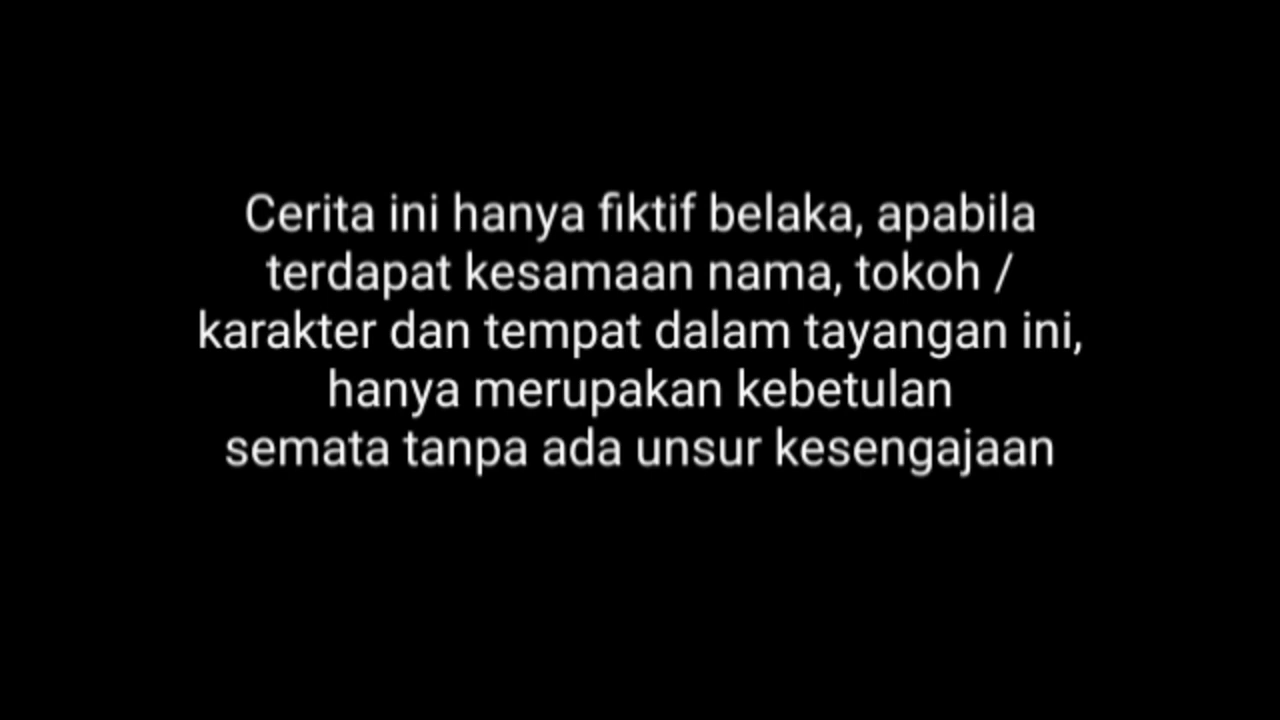 Cerita ini hanya fiktif belaka, apabila
terdapat kesamaan nama, tokoh /
karakter dan tempat dalam tayangan ini,
hanya merupakan kebetulan
semata tanpa ada unsur kesengajaan